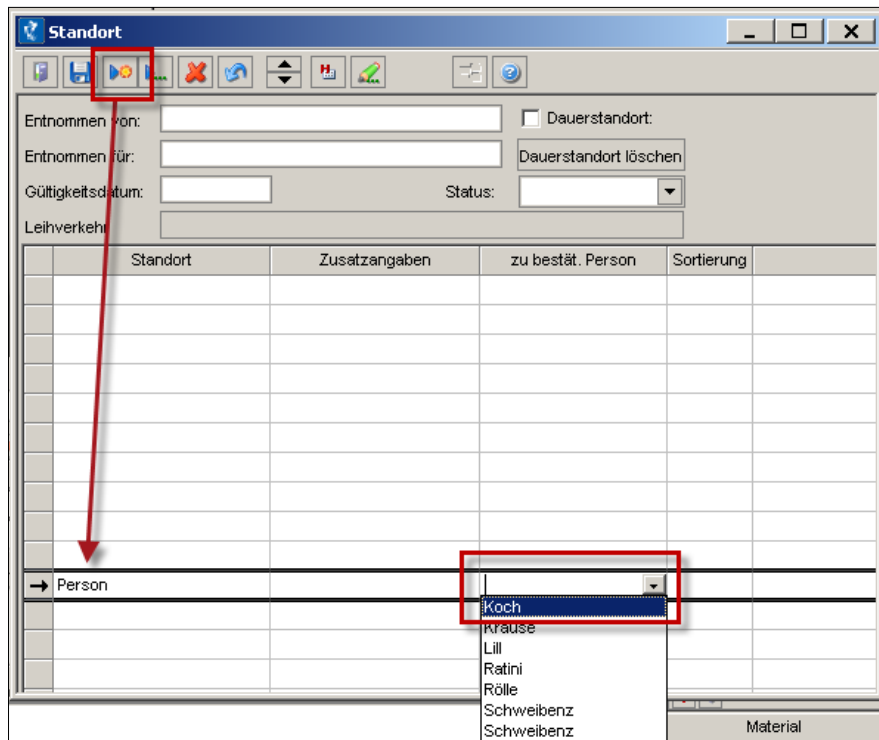 Standort
Entnommen von:
Dauerstandort:
Entnommen für:
Dauerstandort löschen
Gültigkeitsdatum:
Status:
Leihverkehr
Standort Zusatzangaben zu bestät. Person Sortierung
Person
Koch
Krause
Lill
Ratini
Rölle
Schweibenz
Schweibenz
Material